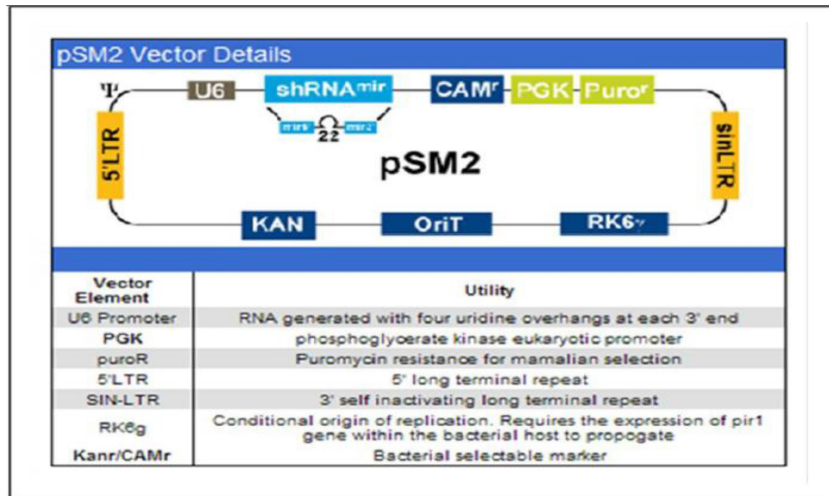 pSM2 Vector Details
Ψ
U6
shRNAmir
CAMr
PGK
Puror
mir5
22
mir3
5'LTR
pSM2
sinLTR
KAN
OriT
RK6γ
Vector Element
Utility
U6 Promoter
RNA generated with four uridine overhangs at each 3' end
PGK
phosphoglycerate kinase eukaryotic promoter
puroR
Puromycin resistance for mamalian selection
5'LTR
5' long terminal repeat
SIN-LTR
3' self inactivating long terminal repeat
RK6g
Conditional origin of replication. Requires the expression of pir1
gene within the bacterial host to propogate
Kanr/CAMr
Bacterial selectable marker